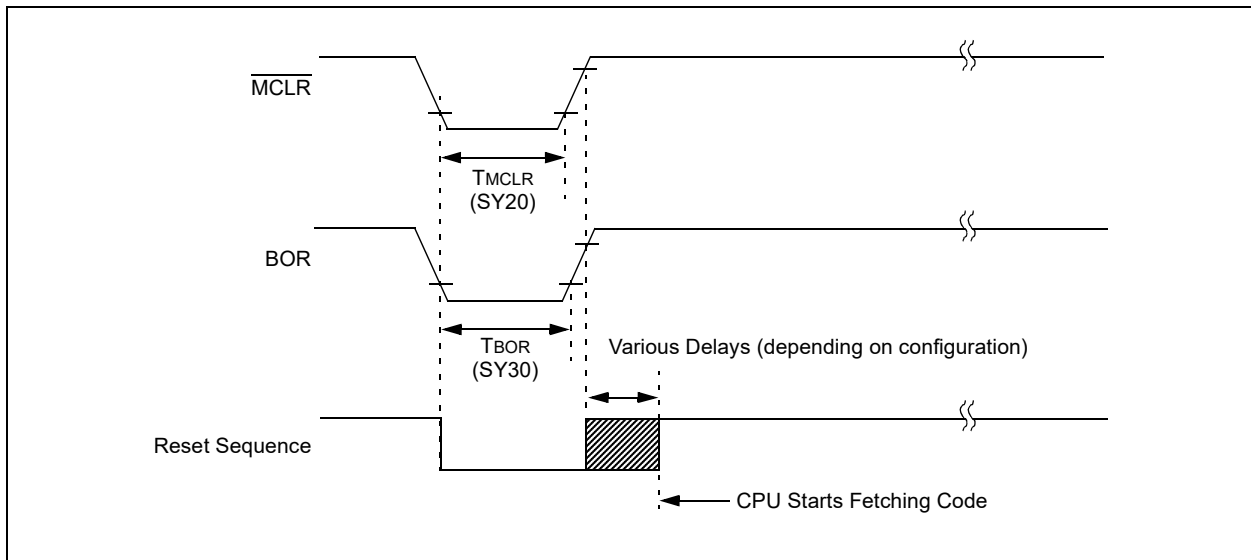 MCLR
TMCLR
(SY20)
BOR
TBOR
(SY30)
Various Delays (depending on configuration)
Reset Sequence
CPU Starts Fetching Code